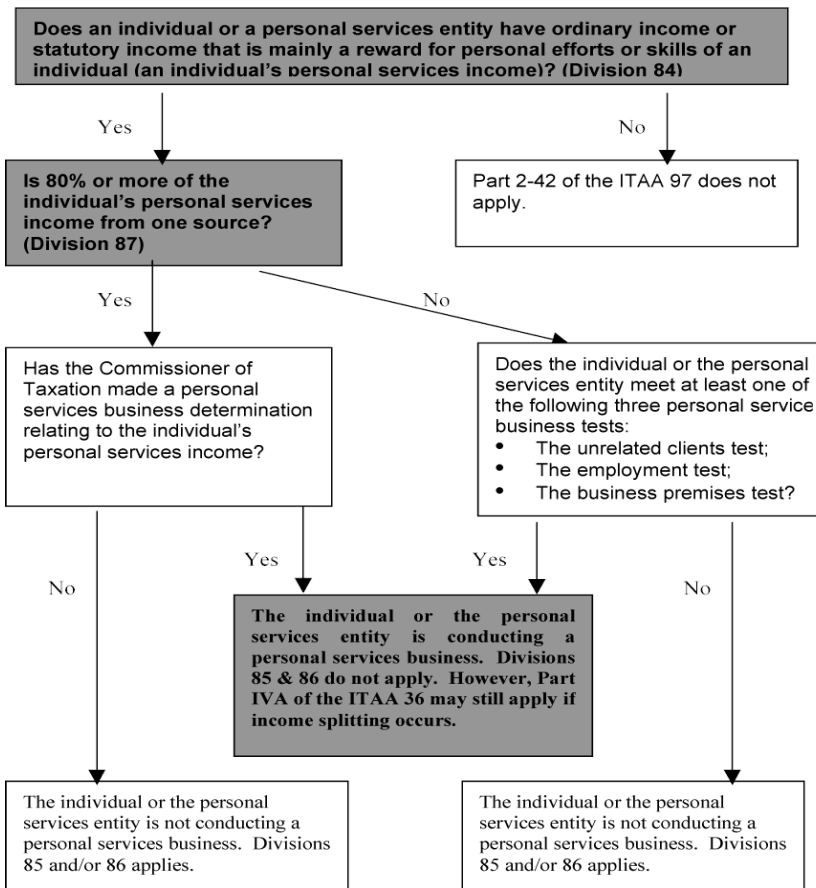 Does an individual or a personal services entity have ordinary income or
statutory income that is mainly a reward for personal efforts or skills of an
individual (an individual's personal services income)? (Division 84)
Yes
No
Is 80% or more of the
individual's personal services
income from one source?
(Division 87)
Part 2-42 of the ITAA 97 does not
apply.
Yes
No
Has the Commissioner of
Taxation made a personal
services business determination
relating to the individual's
personal services income?
Does the individual or the personal
services entity meet at least one of
the following three personal service
business tests:
• The unrelated clients test;
• The employment test;
• The business premises test?
No
Yes
Yes
No
The individual or the personal
services entity is conducting a
personal services business. Divisions
85 & 86 do not apply. However, Part
IVA of the ITAA 36 may still apply if
income splitting occurs.
The individual or the personal
services entity is not conducting a
personal services business. Divisions
85 and/or 86 applies.
The individual or the personal
services entity is not conducting a
personal services business. Divisions
85 and/or 86 applies.